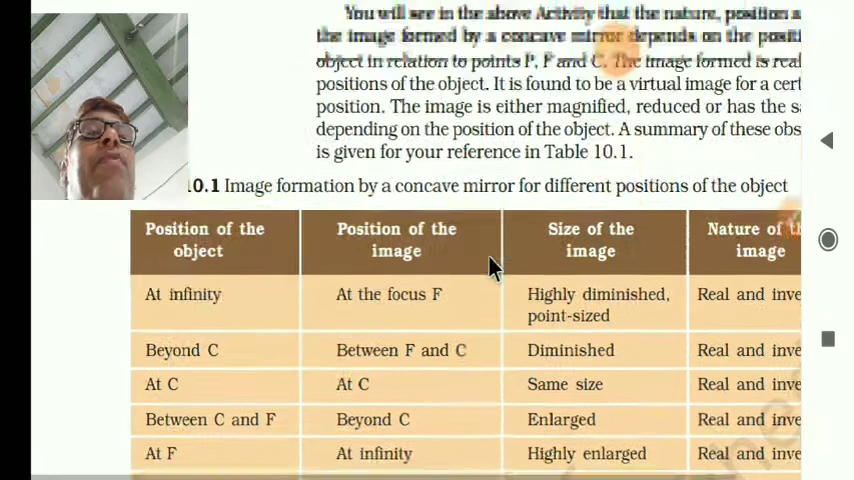 You will see in the above Activity that the nature, position a
the image formed by a concave mirror depends on the posit
object in relation to points P, F and C. The image formed is real
positions of the object. It is found to be a virtual image for a cert
position. The image is either magnified, reduced or has the sa
depending on the position of the object. A summary of these obs
is given for your reference in Table 10.1.
10.1 Image formation by a concave mirror for different positions of the object
Position of the object
Position of the image
Size of the image
Nature of th image
At infinity
At the focus F
Highly diminished, point-sized
Real and inve
Beyond C
Between F and C
Diminished
Real and inve
At C
At C
Same size
Real and inve
Between C and F
Beyond C
Enlarged
Real and inve
At F
At infinity
Highly enlarged
Real and inve